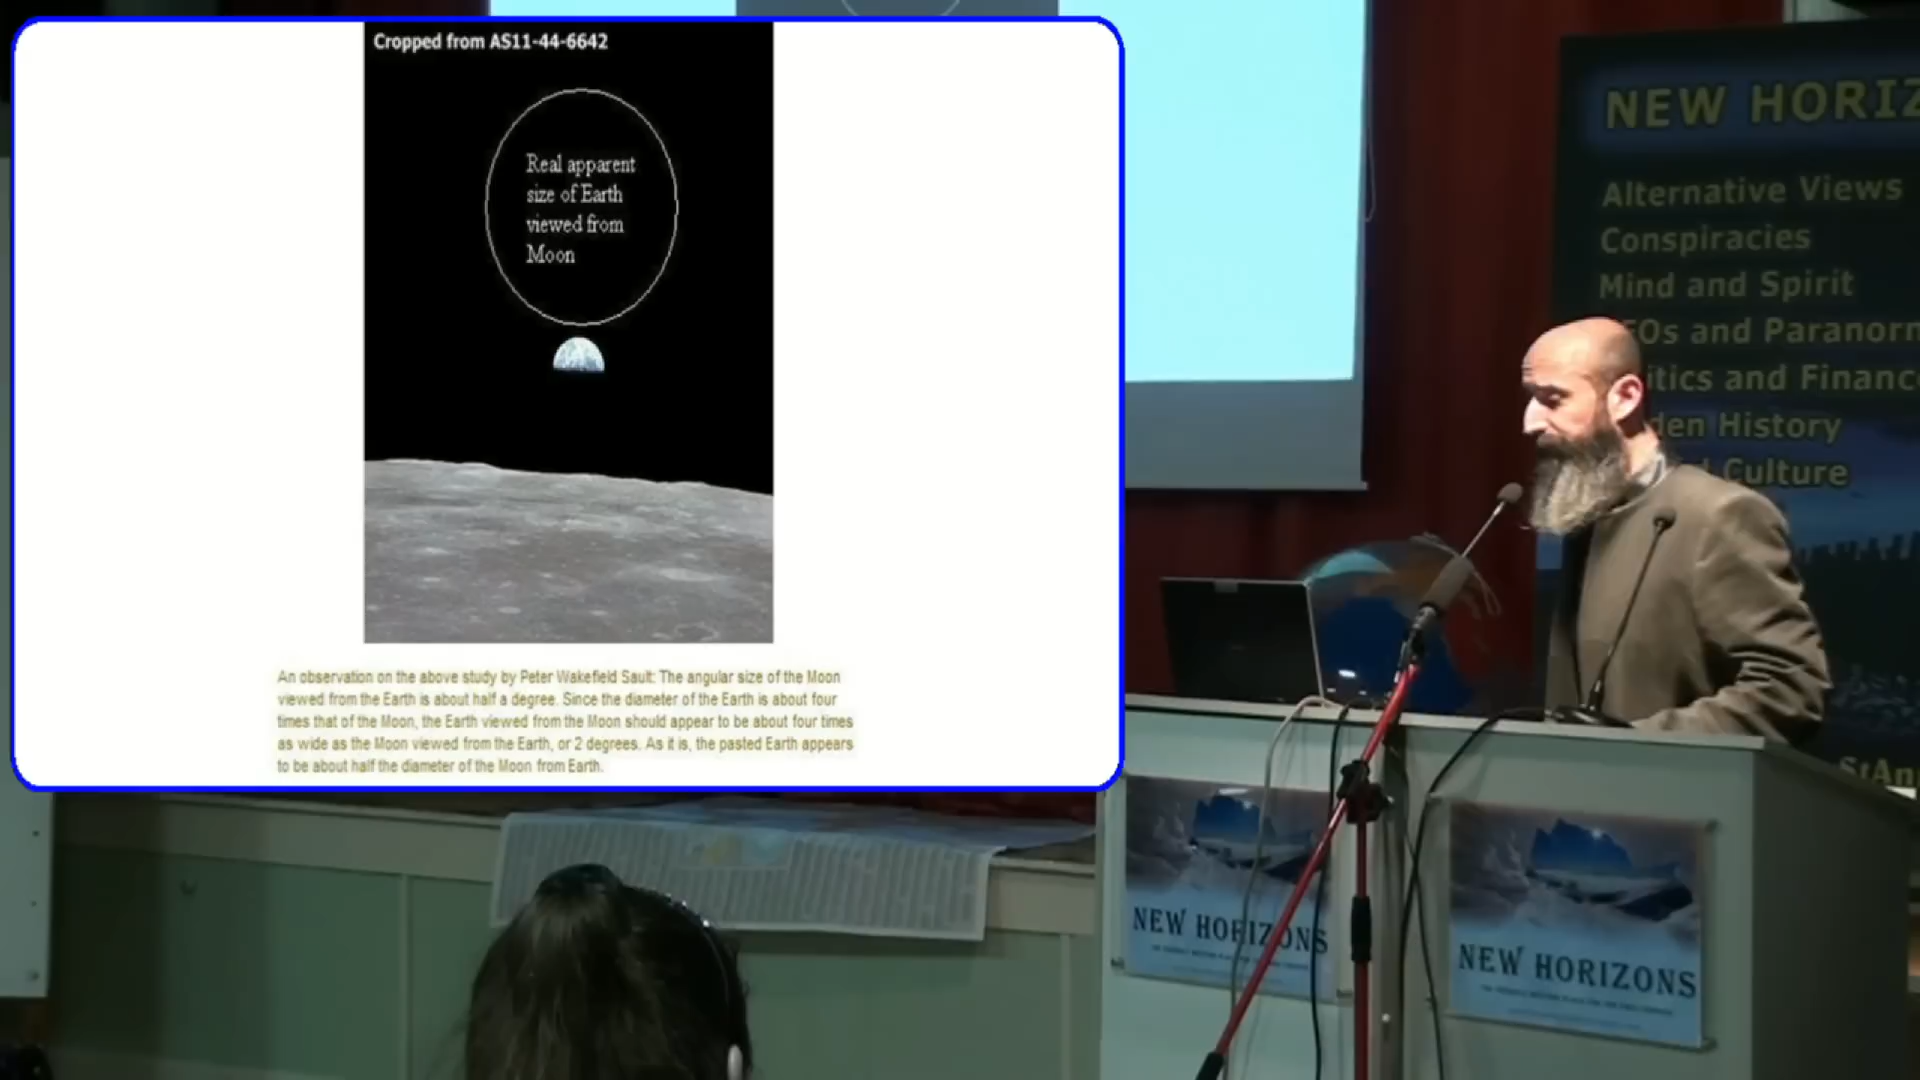 Cropped from AS11-44-6642
Real apparent
size of Earth
viewed from
Moon
An observation on the above study by Peter Wakefield Sault: The angular size of the Moon
viewed from the Earth is about half a degree. Since the diameter of the Earth is about four
times that of the Moon, the Earth viewed from the Moon should appear to be about four times
as wide as the Moon viewed from the Earth, or 2 degrees. As it is, the pasted Earth appears
to be about half the diameter of the Moon from Earth.
NEW HORIZ
Alternative Views
Conspiracies
Mind and Spirit
FOs and Paranorm
itics and Finance
den History
Culture
StAn
NEW HORIZONS
NEW HORIZONS